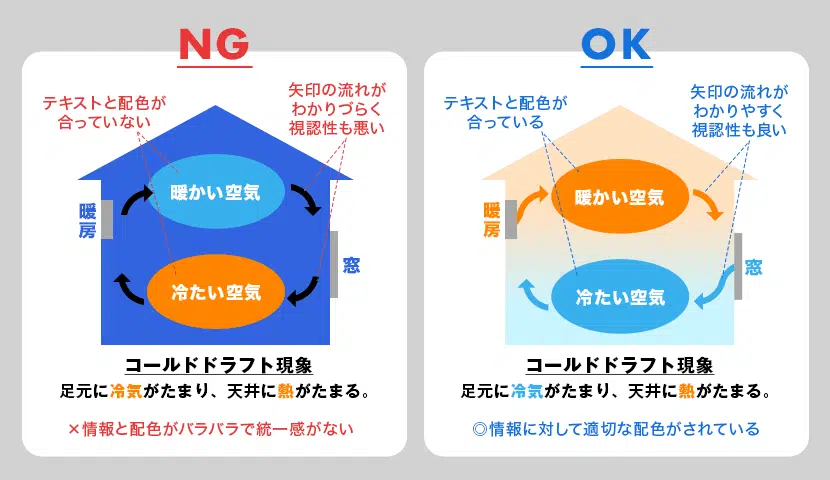 NG
テキストと配色が
合っていない
矢印の流れが
わかりづらく
視認性も悪い
暖かい空気
暖房
窓
冷たい空気
コールドドラフト現象
足元に冷気がたまり、天井に熱がたまる。
×情報と配色がバラバラで統一感がない
OK
テキストと配色が
合っている
矢印の流れが
わかりやすく
視認性も良い
暖かい空気
暖房
窓
冷たい空気
コールドドラフト現象
足元に冷気がたまり、天井に熱がたまる。
◎情報に対して適切な配色がされている